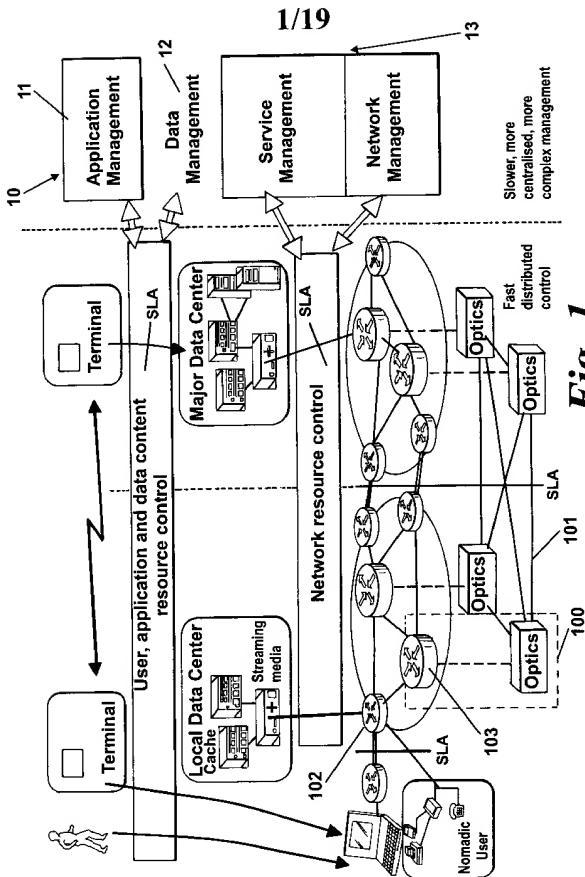 1/19
10
11
Application
Management
12
Data
Management
13
Service
Management
Network
Management
Slower, more
centralised, more
complex management
Terminal
Terminal
SLA
User, application and data content
resource control
Major Data Center
Local Data Center
Cache
Streaming
media
SLA
Network resource control
Fast
distributed
control
102
103
SLA
SLA
Nomadic
User
Optics
Optics
Optics
Optics
101
100
Fig. 1